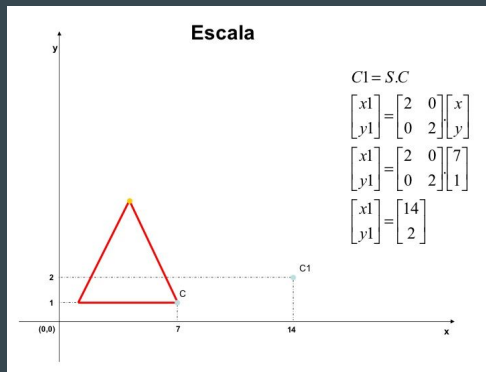 Escala
y
C1 = S.C
[x1 y1] = [2 0 0 2].[x y]
[x1 y1] = [2 0 0 2].[7 1]
[x1 y1] = [14 2]
C1
2
C
1
(0,0)
7
14
x